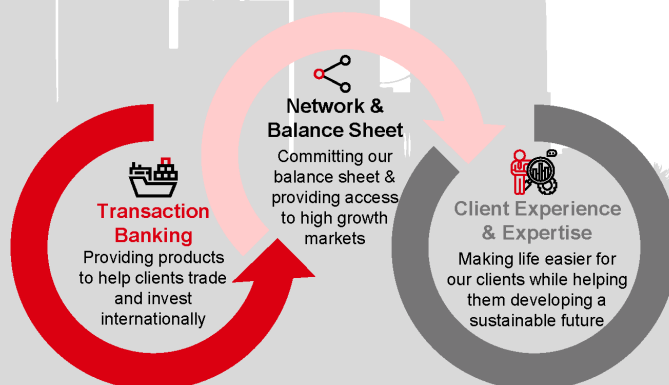 Transaction
Banking
Providing products
to help clients trade
and invest
internationally
Network &
Balance Sheet
Committing our
balance sheet &
providing access
to high growth
markets
Client Experience
& Expertise
Making life easier for
our clients while helping
them developing a
sustainable future